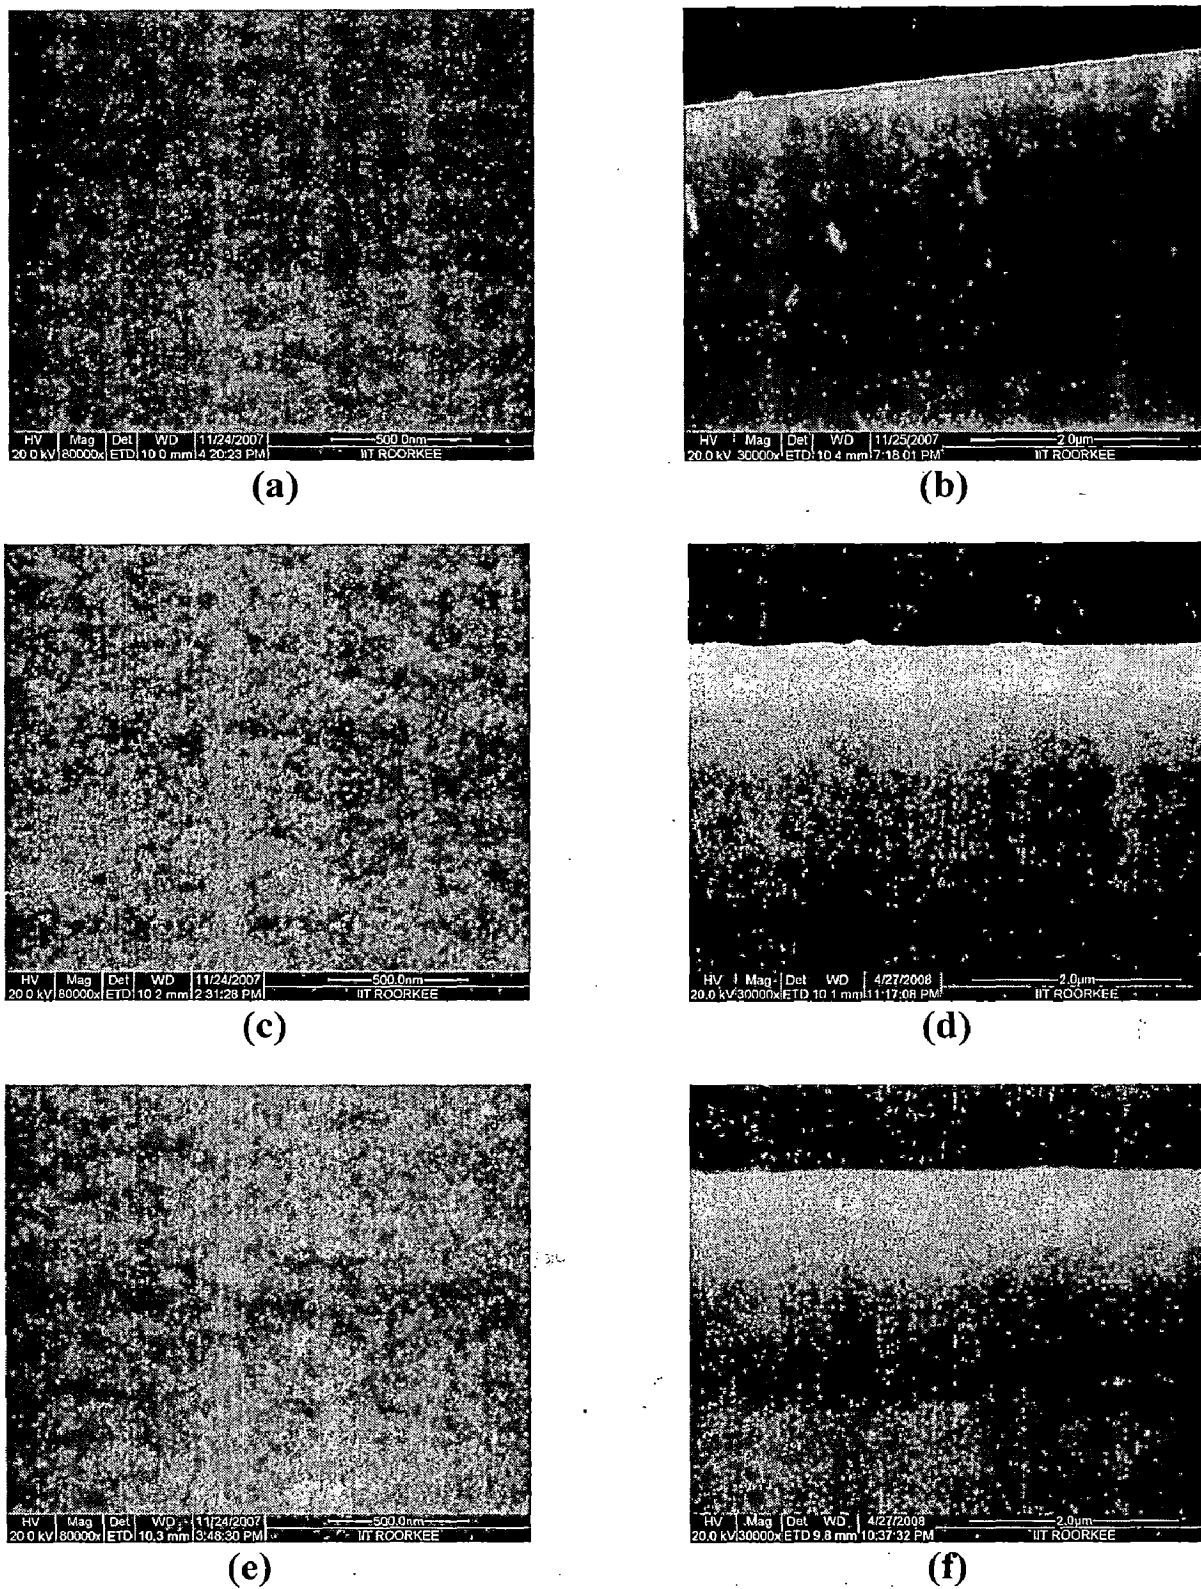 HV Mag Det WD 11/24/2007 500.0nm
20.0 kV 80000x ETD 10.0 mm 4:20:23 PM IIT ROORKEE
(a)
HV Mag Det WD 11/25/2007 2.0µm
20.0 kV 30000x ETD 10.4 mm 7:18:01 PM IIT ROORKEE
(b)
HV Mag Det WD 11/24/2007 500.0nm
20.0 kV 80000x ETD 10.2 mm 2:31:28 PM IIT ROORKEE
(c)
HV Mag Det WD 4/27/2008 2.0µm
20.0 kV 30000x ETD 10.1 mm 11:17:08 PM IIT ROORKEE
(d)
HV Mag Det WD 11/24/2007 500.0nm
20.0 kV 80000x ETD 10.3 mm 3:48:30 PM IIT ROORKEE
(e)
HV Mag Det WD 4/27/2008 2.0µm
20.0 kV 30000x ETD 9.8 mm 10:37:32 PM IIT ROORKEE
(f)